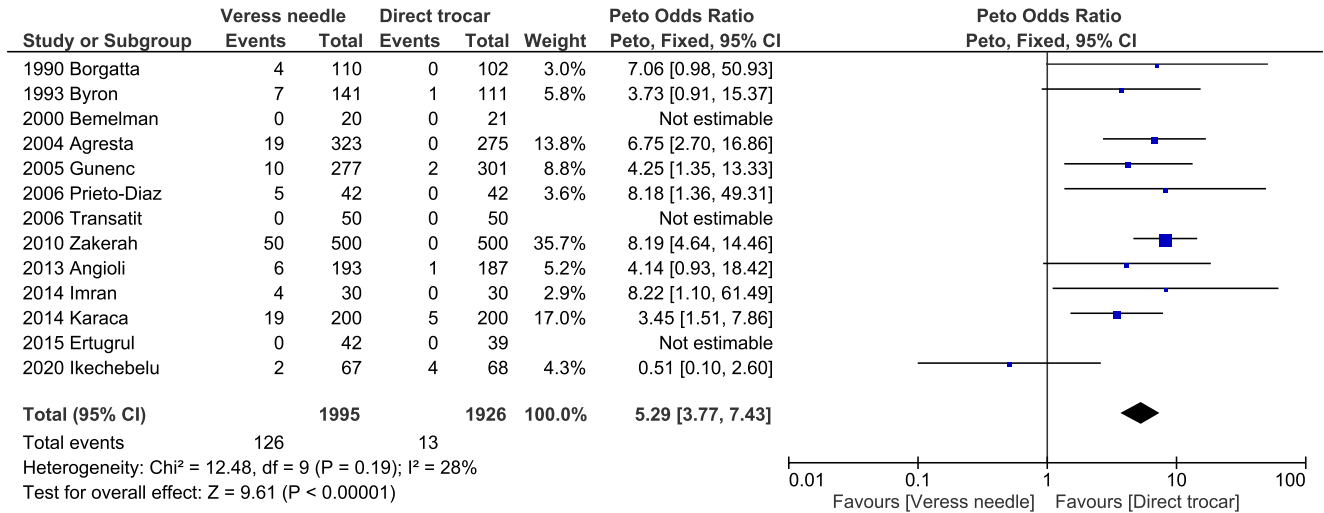 Veress needle Direct trocar Peto Odds Ratio Peto Odds Ratio
Study or Subgroup Events Total Events Total Weight Peto, Fixed, 95% CI Peto, Fixed, 95% CI
1990 Borgatta 4 110 0 102 3.0% 7.06 [0.98, 50.93]
1993 Byron 7 141 1 111 5.8% 3.73 [0.91, 15.37]
2000 Bemelman 0 20 0 21 Not estimable
2004 Agresta 19 323 0 275 13.8% 6.75 [2.70, 16.86]
2005 Gunenc 10 277 2 301 8.8% 4.25 [1.35, 13.33]
2006 Prieto-Diaz 5 42 0 42 3.6% 8.18 [1.36, 49.31]
2006 Transatit 0 50 0 50 Not estimable
2010 Zakerah 50 500 0 500 35.7% 8.19 [4.64, 14.46]
2013 Angioli 6 193 1 187 5.2% 4.14 [0.93, 18.42]
2014 Imran 4 30 0 30 2.9% 8.22 [1.10, 61.49]
2014 Karaca 19 200 5 200 17.0% 3.45 [1.51, 7.86]
2015 Ertugrul 0 42 0 39 Not estimable
2020 Ikechebelu 2 67 4 68 4.3% 0.51 [0.10, 2.60]
Total (95% CI) 1995 1926 100.0% 5.29 [3.77, 7.43]
Total events 126 13
Heterogeneity: Chi² = 12.48, df = 9 (P = 0.19); I² = 28%
Test for overall effect: Z = 9.61 (P < 0.00001)
0.01 0.1 1 10 100
Favours [Veress needle] Favours [Direct trocar]